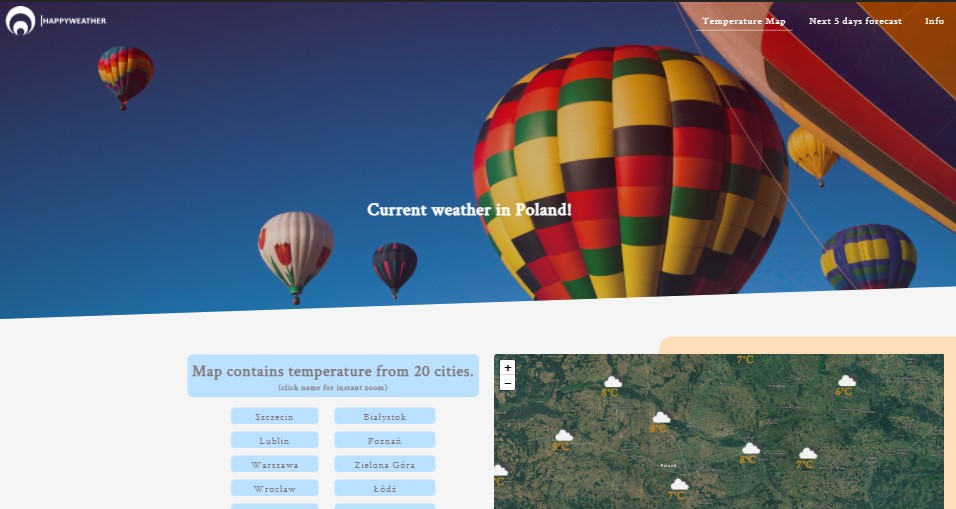 HAPPYWEATHER
Temperature Map
Next 5 days forecast
Info
Current weather in Poland!
Map contains temperature from 20 cities.
(click name for instant zoom)
Szczecin
Białystok
Lublin
Poznań
Warszawa
Zielona Góra
Wrocław
Łódź
+
−
7°C
8°C
6°C
8°C
9°C
8°C
7°C
Poland
7°C